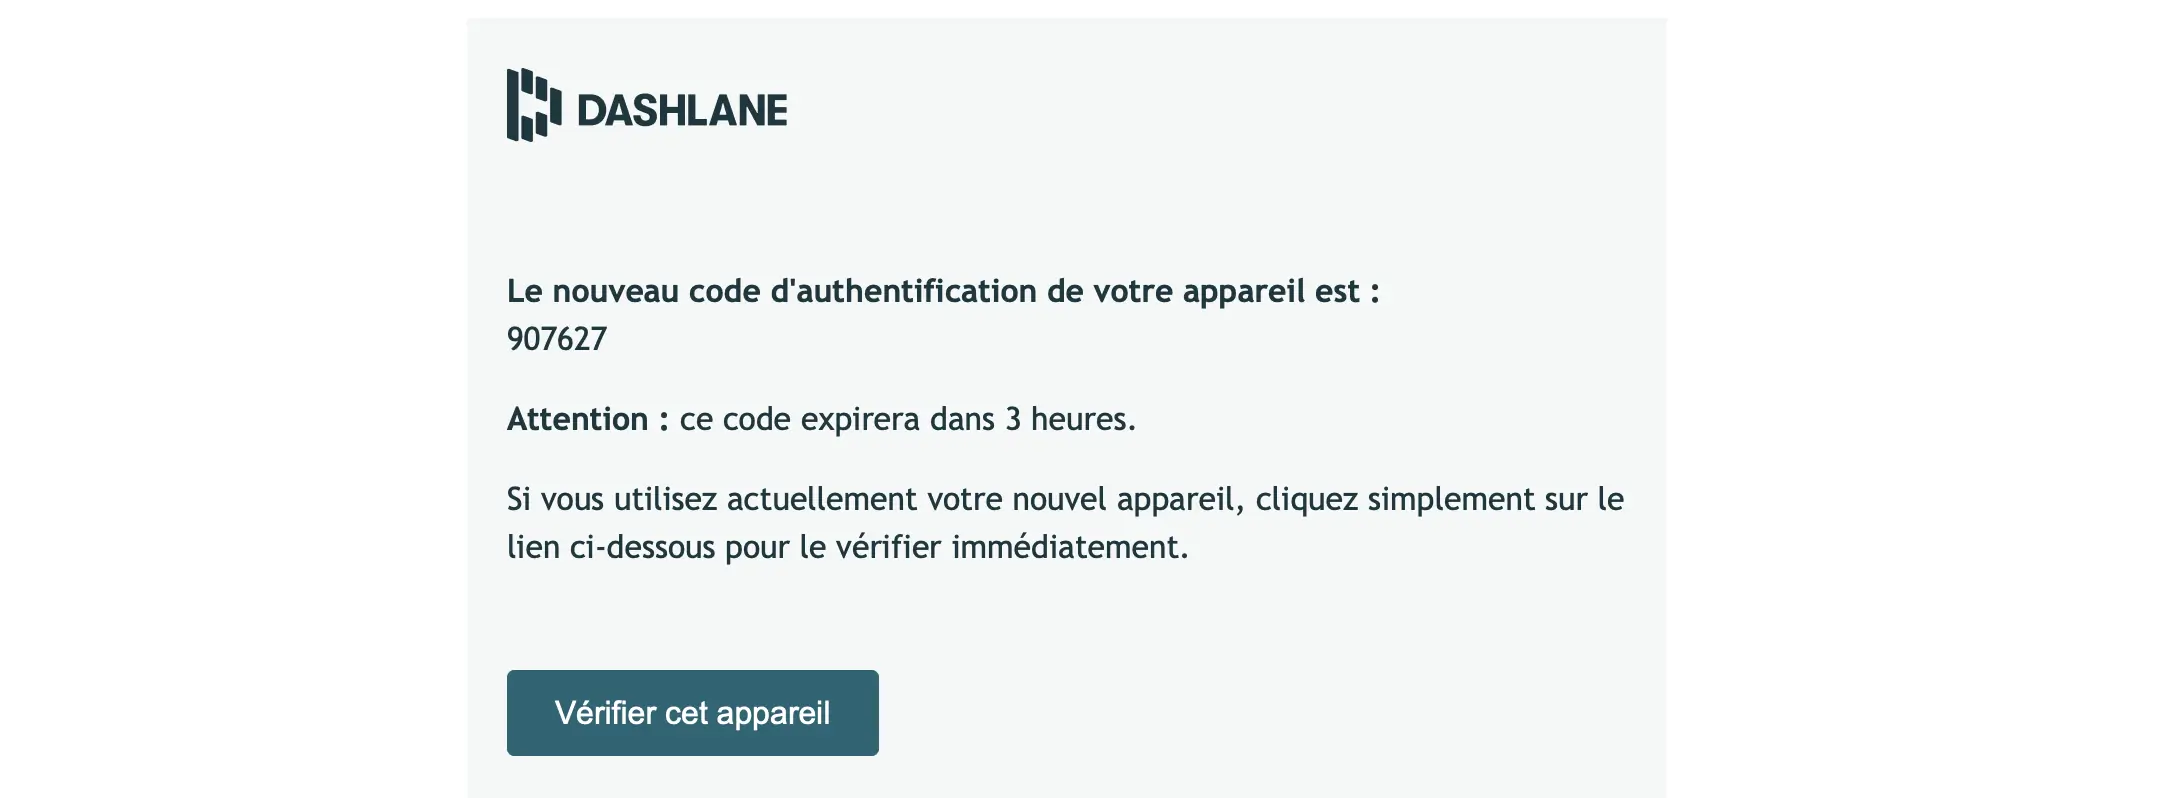 DASHLANE
Le nouveau code d'authentification de votre appareil est :
907627
Attention : ce code expirera dans 3 heures.
Si vous utilisez actuellement votre nouvel appareil, cliquez simplement sur le
lien ci-dessous pour le vérifier immédiatement.
Vérifier cet appareil